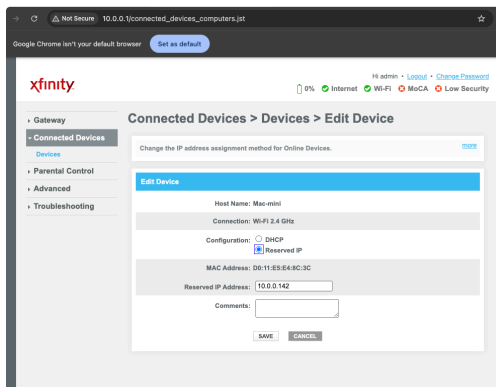 Not Secure 10.0.0.1/connected_devices_computers.jst
Google Chrome isn't your default browser Set as default
xfinity
Hi admin • Logout • Change Password
0% Internet Wi-Fi MoCA Low Security
Gateway
Connected Devices
Devices
Parental Control
Advanced
Troubleshooting
Connected Devices > Devices > Edit Device
Change the IP address assignment method for Online Devices.
more
Edit Device
Host Name: Mac-mini
Connection: Wi-Fi 2.4 GHz
Configuration: DHCP
Reserved IP
MAC Address: D0:11:E5:E4:8C:3C
Reserved IP Address: 10.0.0.142
Comments:
SAVE CANCEL